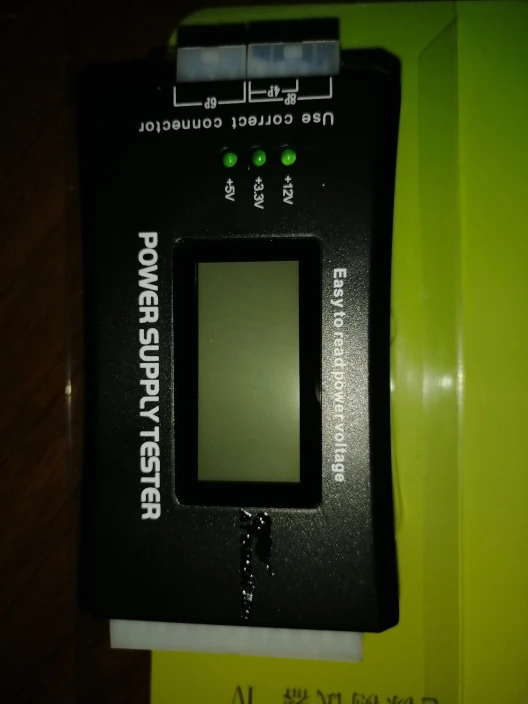 Easy to read power voltage
POWER SUPPLY TESTER
+12V
+3.3V
+5V
Use correct connector
8P
4P
6P